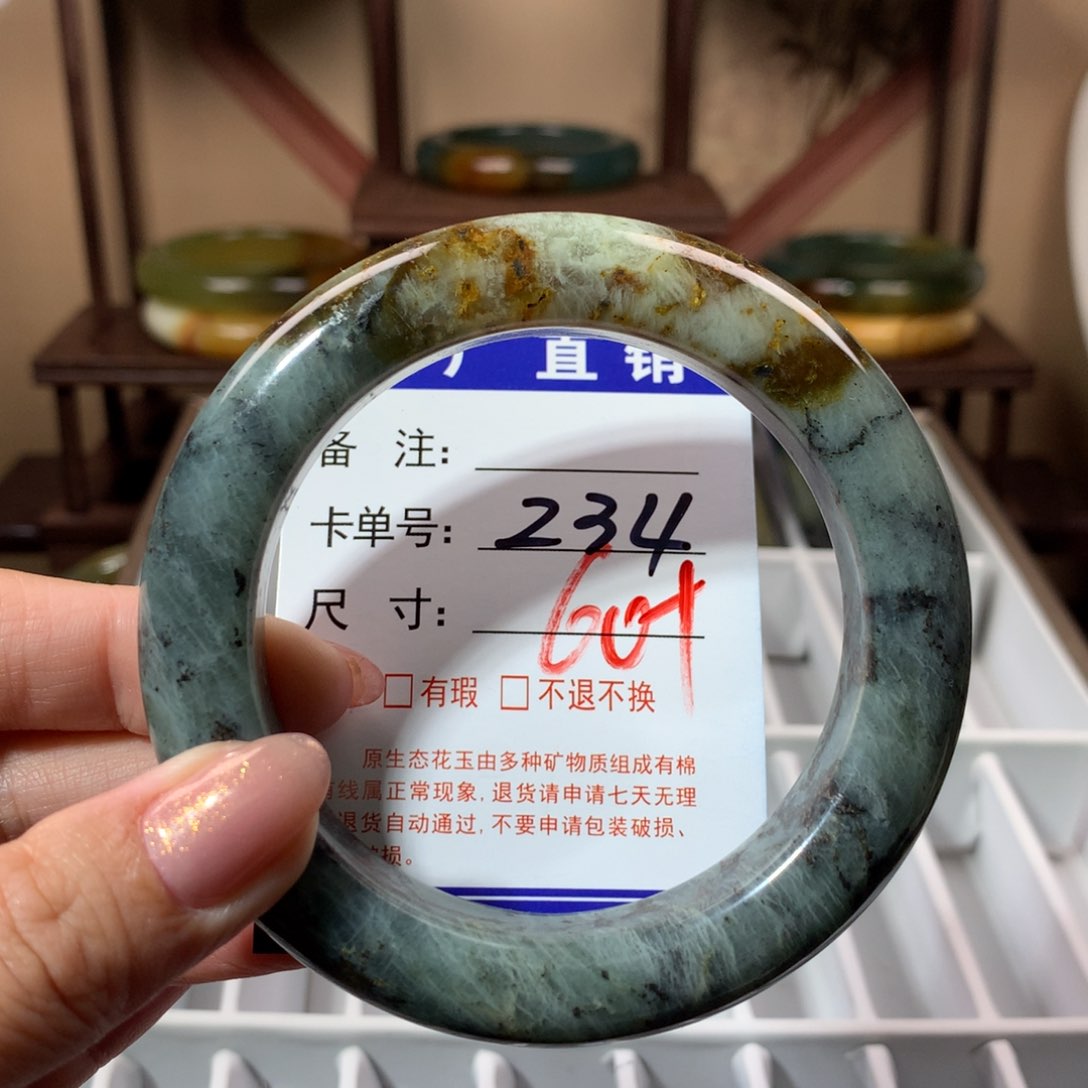 直销
备 注:
卡单号: 234
尺 寸:
□有瑕 □不退不换
原生态花玉由多种矿物质组成有棉
线属正常现象,退货请申请七天无理
退货自动通过,不要申请包装破损、
损。